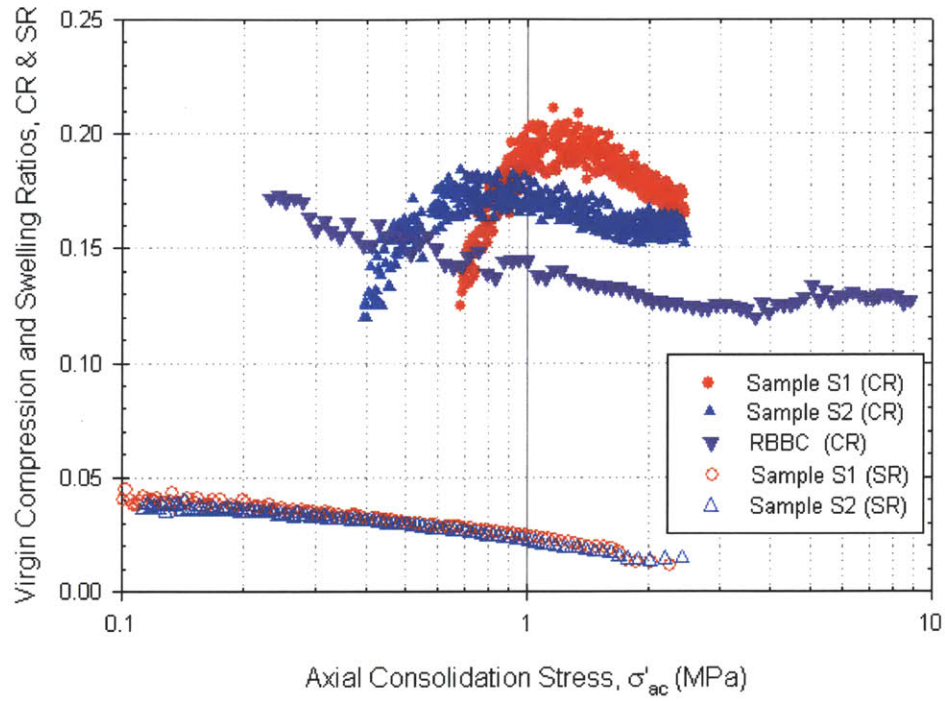 Virgin Compression and Swelling Ratios, CR & SR
0.25
0.20
0.15
0.10
0.05
0.00
0.1
1
10
Sample S1 (CR)
Sample S2 (CR)
RBBC (CR)
Sample S1 (SR)
Sample S2 (SR)
Axial Consolidation Stress, σ'ac (MPa)